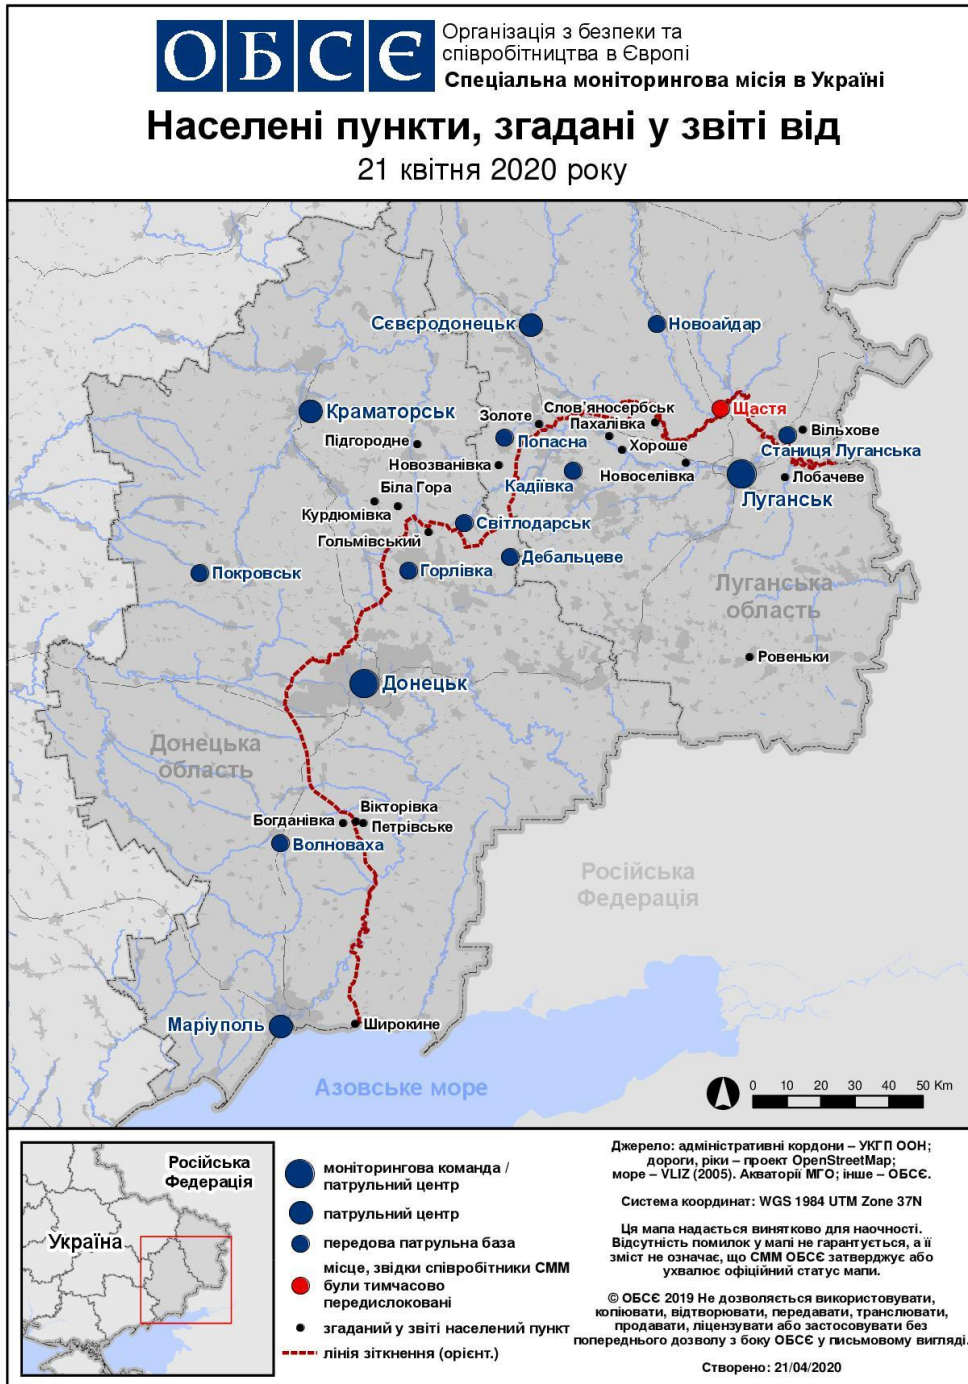 ОБСЄ
Організація з безпеки та
співробітництва в Європі
Спеціальна моніторингова місія в Україні
Населені пункти, згадані у звіті від
21 квітня 2020 року
Сєвєродонецьк
Новоайдар
Краматорськ
Золоте
Слов'яносербськ
Щастя
Пахалівка
Вільхове
Підгородне
Попасна
Хороше
Станиця Луганська
Новозванівка
Новоселівка
Лобачеве
Кадіївка
Луганськ
Біла Гора
Курдюмівка
Світлодарськ
Гольмівський
Дебальцеве
Покровськ
Горлівка
Луганська
область
Ровеньки
Донецьк
Донецька
область
Вікторівка
Богданівка
Петрівське
Волноваха
Російська
Федерація
Маріуполь
Широкине
Азовське море
0 10 20 30 40 50 Km
Російська
Федерація
Україна
моніторингова команда /
патрульний центр
патрульний центр
передова патрульна база
місце, звідки співробітники СММ
були тимчасово
передислоковані
згаданий у звіті населений пункт
лінія зіткнення (орієнт.)
Джерело: адміністративні кордони – УКГП ООН;
дороги, ріки – проект OpenStreetMap;
море – VLIZ (2005). Акваторії МГО; інше – ОБСЄ.
Система координат: WGS 1984 UTM Zone 37N
Ця мапа надається винятково для наочності.
Відсутність помилок у мапі не гарантується, а її
зміст не означає, що СММ ОБСЄ затверджує або
ухвалює офіційний статус мапи.
© ОБСЄ 2019 Не дозволяється використовувати,
копіювати, відтворювати, передавати, транслювати,
продавати, ліцензувати або застосовувати без
попереднього дозволу з боку ОБСЄ у письмовому вигляді.
Створено: 21/04/2020